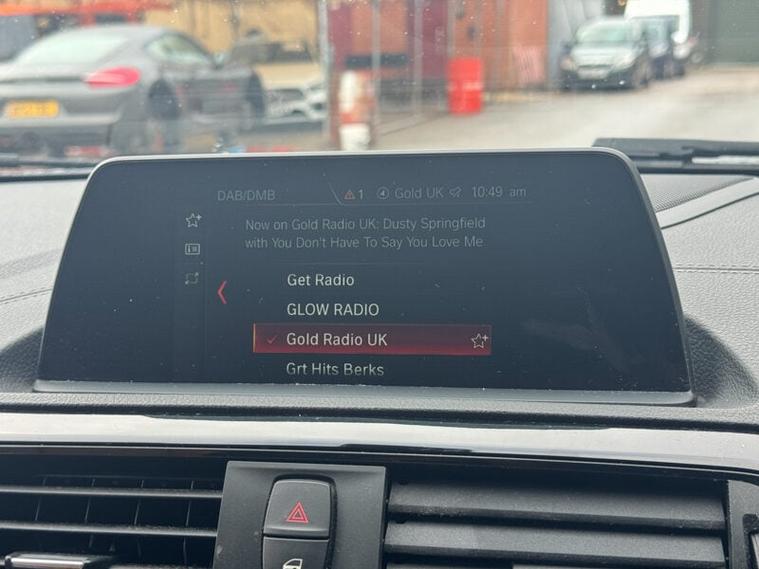 DAB/DMB
1 Gold UK 10:49 am
Now on Gold Radio UK: Dusty Springfield
with You Don't Have To Say You Love Me
Get Radio
GLOW RADIO
Gold Radio UK
Grt Hits Berks